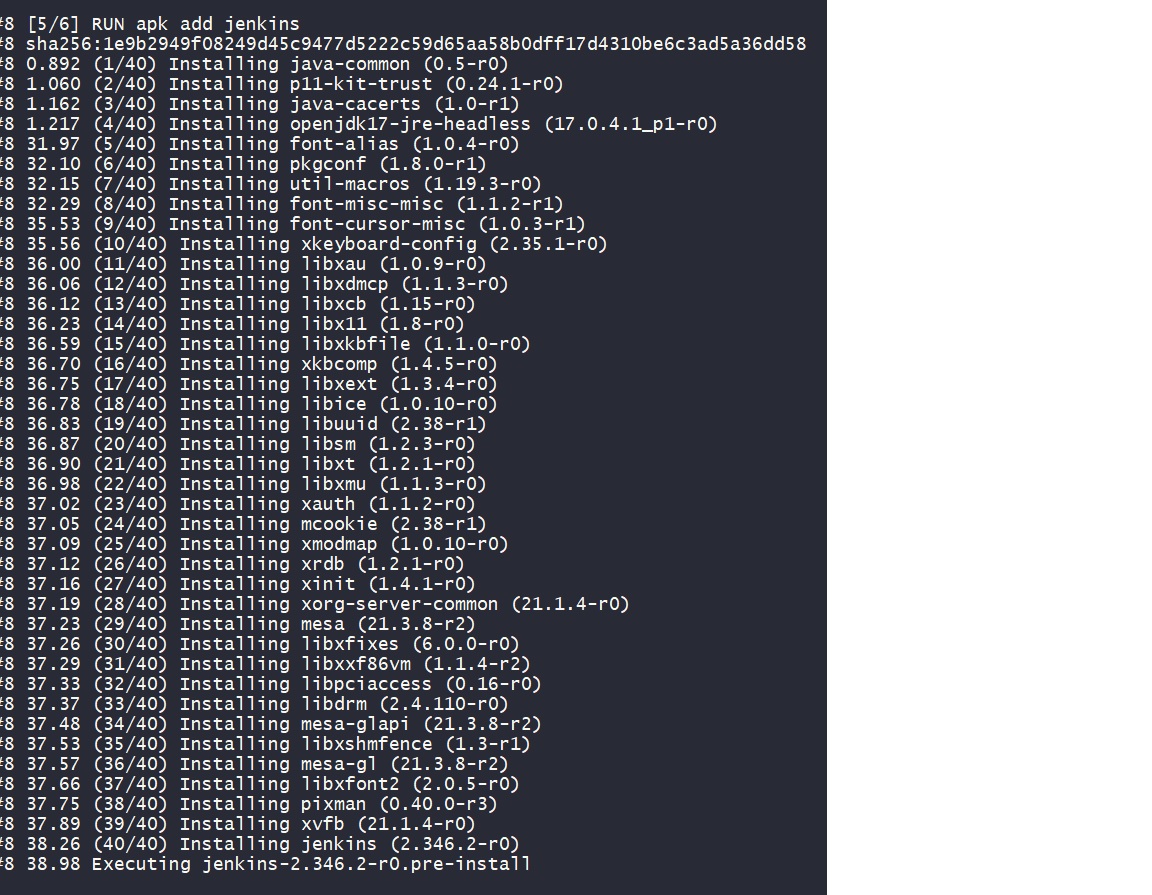 #8 [5/6] RUN apk add jenkins
#8 sha256:1e9b2949f08249d45c9477d5222c59d65aa58b0dff17d4310be6c3ad5a36dd58
#8 0.892 (1/40) Installing java-common (0.5-r0)
#8 1.060 (2/40) Installing p11-kit-trust (0.24.1-r0)
#8 1.162 (3/40) Installing java-cacerts (1.0-r1)
#8 1.217 (4/40) Installing openjdk17-jre-headless (17.0.4.1_p1-r0)
#8 31.97 (5/40) Installing font-alias (1.0.4-r0)
#8 32.10 (6/40) Installing pkgconf (1.8.0-r1)
#8 32.15 (7/40) Installing util-macros (1.19.3-r0)
#8 32.29 (8/40) Installing font-misc-misc (1.1.2-r1)
#8 35.53 (9/40) Installing font-cursor-misc (1.0.3-r1)
#8 35.56 (10/40) Installing xkeyboard-config (2.35.1-r0)
#8 36.00 (11/40) Installing libxau (1.0.9-r0)
#8 36.06 (12/40) Installing libxdmcp (1.1.3-r0)
#8 36.12 (13/40) Installing libxcb (1.15-r0)
#8 36.23 (14/40) Installing libx11 (1.8-r0)
#8 36.59 (15/40) Installing libxkbfile (1.1.0-r0)
#8 36.70 (16/40) Installing xkbcomp (1.4.5-r0)
#8 36.75 (17/40) Installing libxext (1.3.4-r0)
#8 36.78 (18/40) Installing libice (1.0.10-r0)
#8 36.83 (19/40) Installing libuuid (2.38-r1)
#8 36.87 (20/40) Installing libsm (1.2.3-r0)
#8 36.90 (21/40) Installing libxt (1.2.1-r0)
#8 36.98 (22/40) Installing libxmu (1.1.3-r0)
#8 37.02 (23/40) Installing xauth (1.1.2-r0)
#8 37.05 (24/40) Installing mcookie (2.38-r1)
#8 37.09 (25/40) Installing xmodmap (1.0.10-r0)
#8 37.12 (26/40) Installing xrdb (1.2.1-r0)
#8 37.16 (27/40) Installing xinit (1.4.1-r0)
#8 37.19 (28/40) Installing xorg-server-common (21.1.4-r0)
#8 37.23 (29/40) Installing mesa (21.3.8-r2)
#8 37.26 (30/40) Installing libxfixes (6.0.0-r0)
#8 37.29 (31/40) Installing libxxf86vm (1.1.4-r2)
#8 37.33 (32/40) Installing libpciaccess (0.16-r0)
#8 37.37 (33/40) Installing libdrm (2.4.110-r0)
#8 37.48 (34/40) Installing mesa-glapi (21.3.8-r2)
#8 37.53 (35/40) Installing libxshmfence (1.3-r1)
#8 37.57 (36/40) Installing mesa-gl (21.3.8-r2)
#8 37.66 (37/40) Installing libxfont2 (2.0.5-r0)
#8 37.75 (38/40) Installing pixman (0.40.0-r3)
#8 37.89 (39/40) Installing xvfb (21.1.4-r0)
#8 38.26 (40/40) Installing jenkins (2.346.2-r0)
#8 38.98 Executing jenkins-2.346.2-r0.pre-install